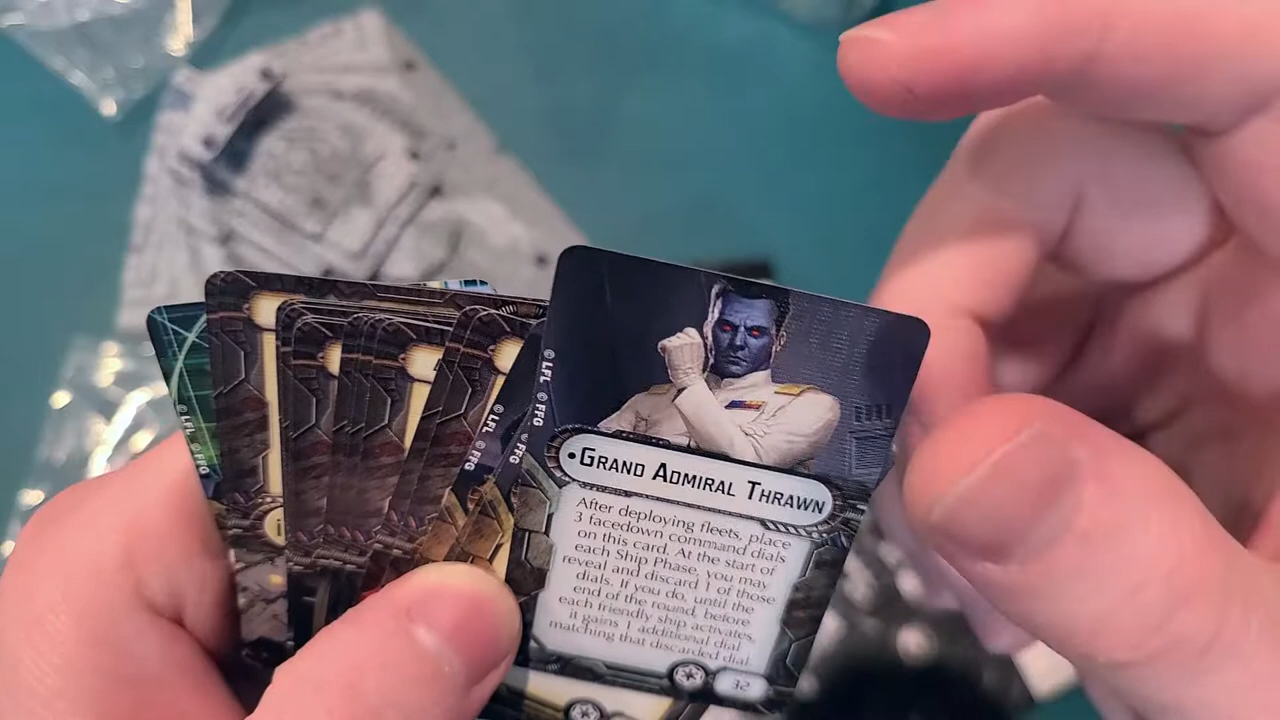 © LFL © FFG
© LFL © FFG
© LFL © FFG
•GRAND ADMIRAL THRAWN
After deploying fleets, place
3 facedown command dials
on this card. At the start of
each Ship Phase, you may
reveal and discard 1 of those
dials. If you do, until the
end of the round, before
each friendly ship activates,
it gains 1 additional dial
matching that discarded dial.
32